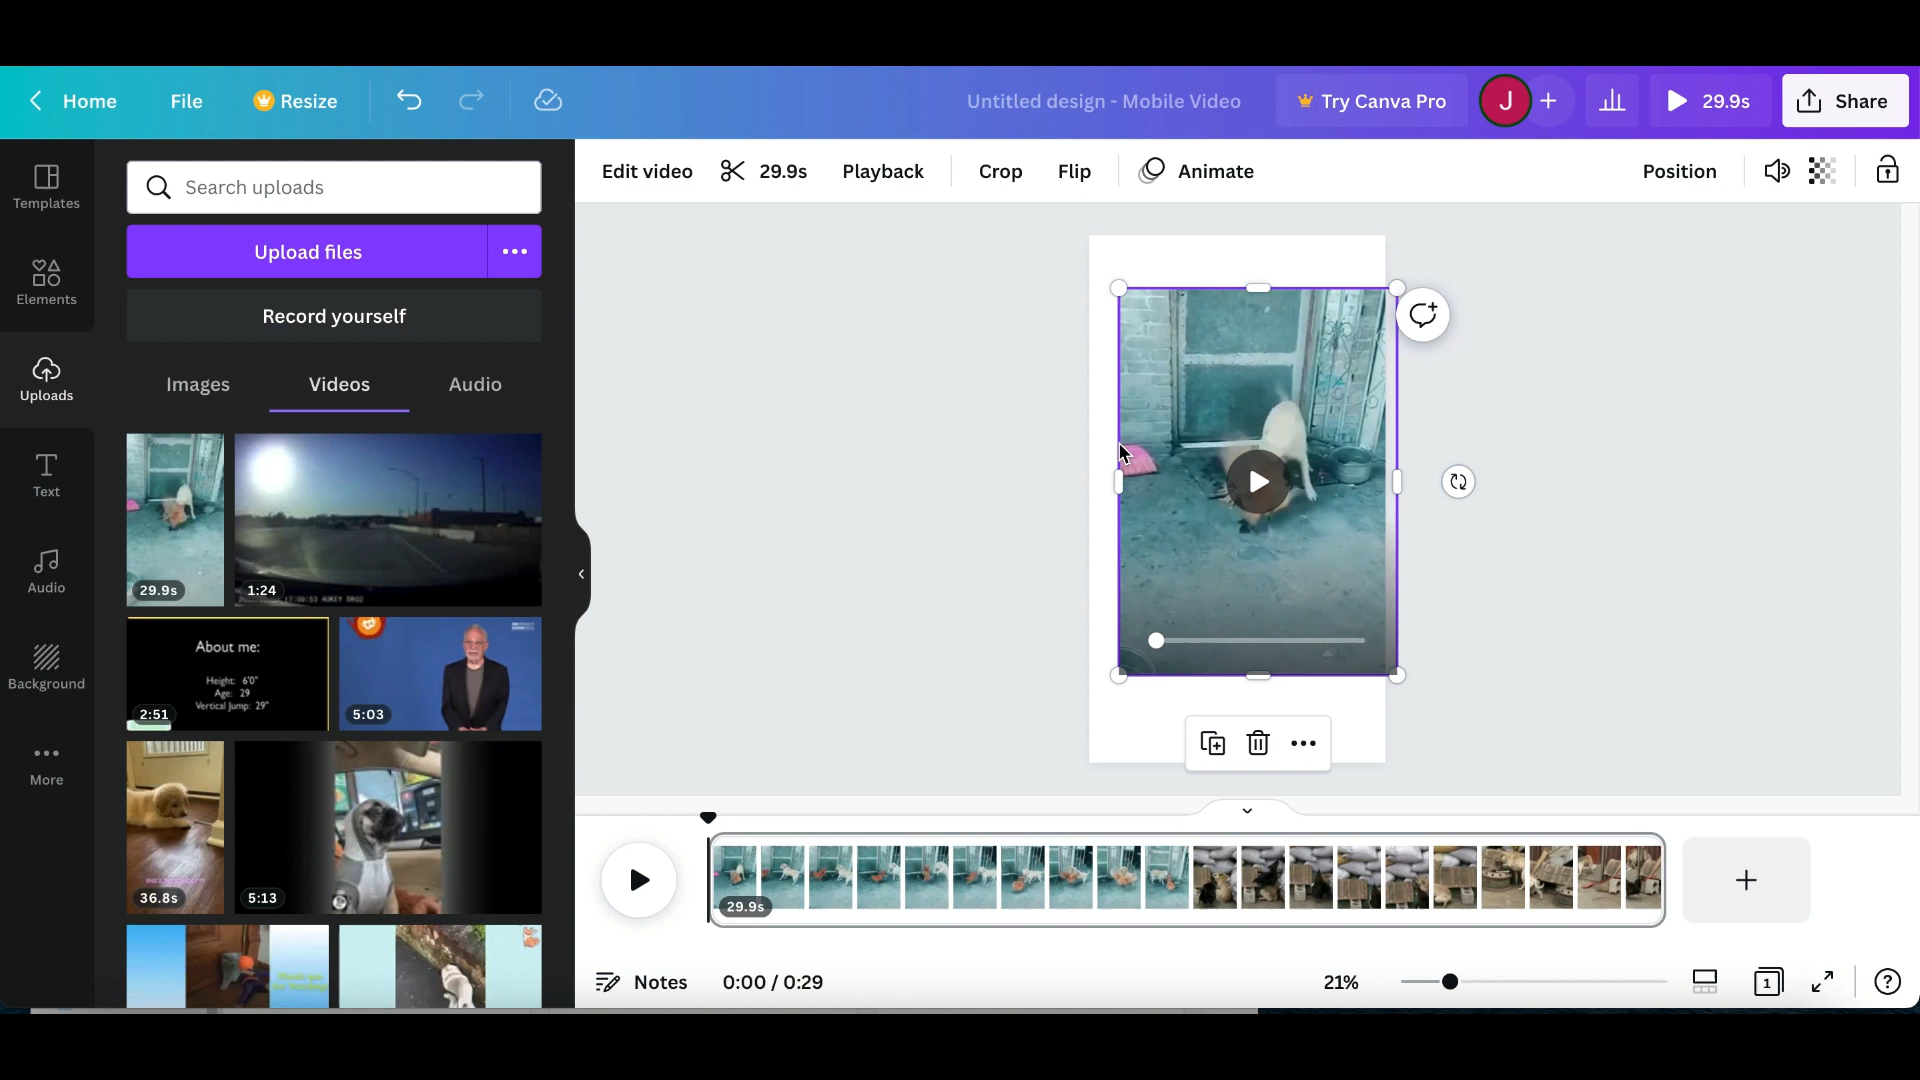 Home File Resize Untitled design - Mobile Video Try Canva Pro J 29.9s Share
Templates
Elements
Uploads
Text
Audio
Background
More
Search uploads
Upload files
Record yourself
Images Videos Audio
29.9s
1:24
About me:
Height: 6'0"
Age: 29
Vertical Jump: 29"
2:51
5:03
36.8s
5:13
Edit video 29.9s Playback Crop Flip Animate Position
29.9s
Notes 0:00 / 0:29 21% 1 ?